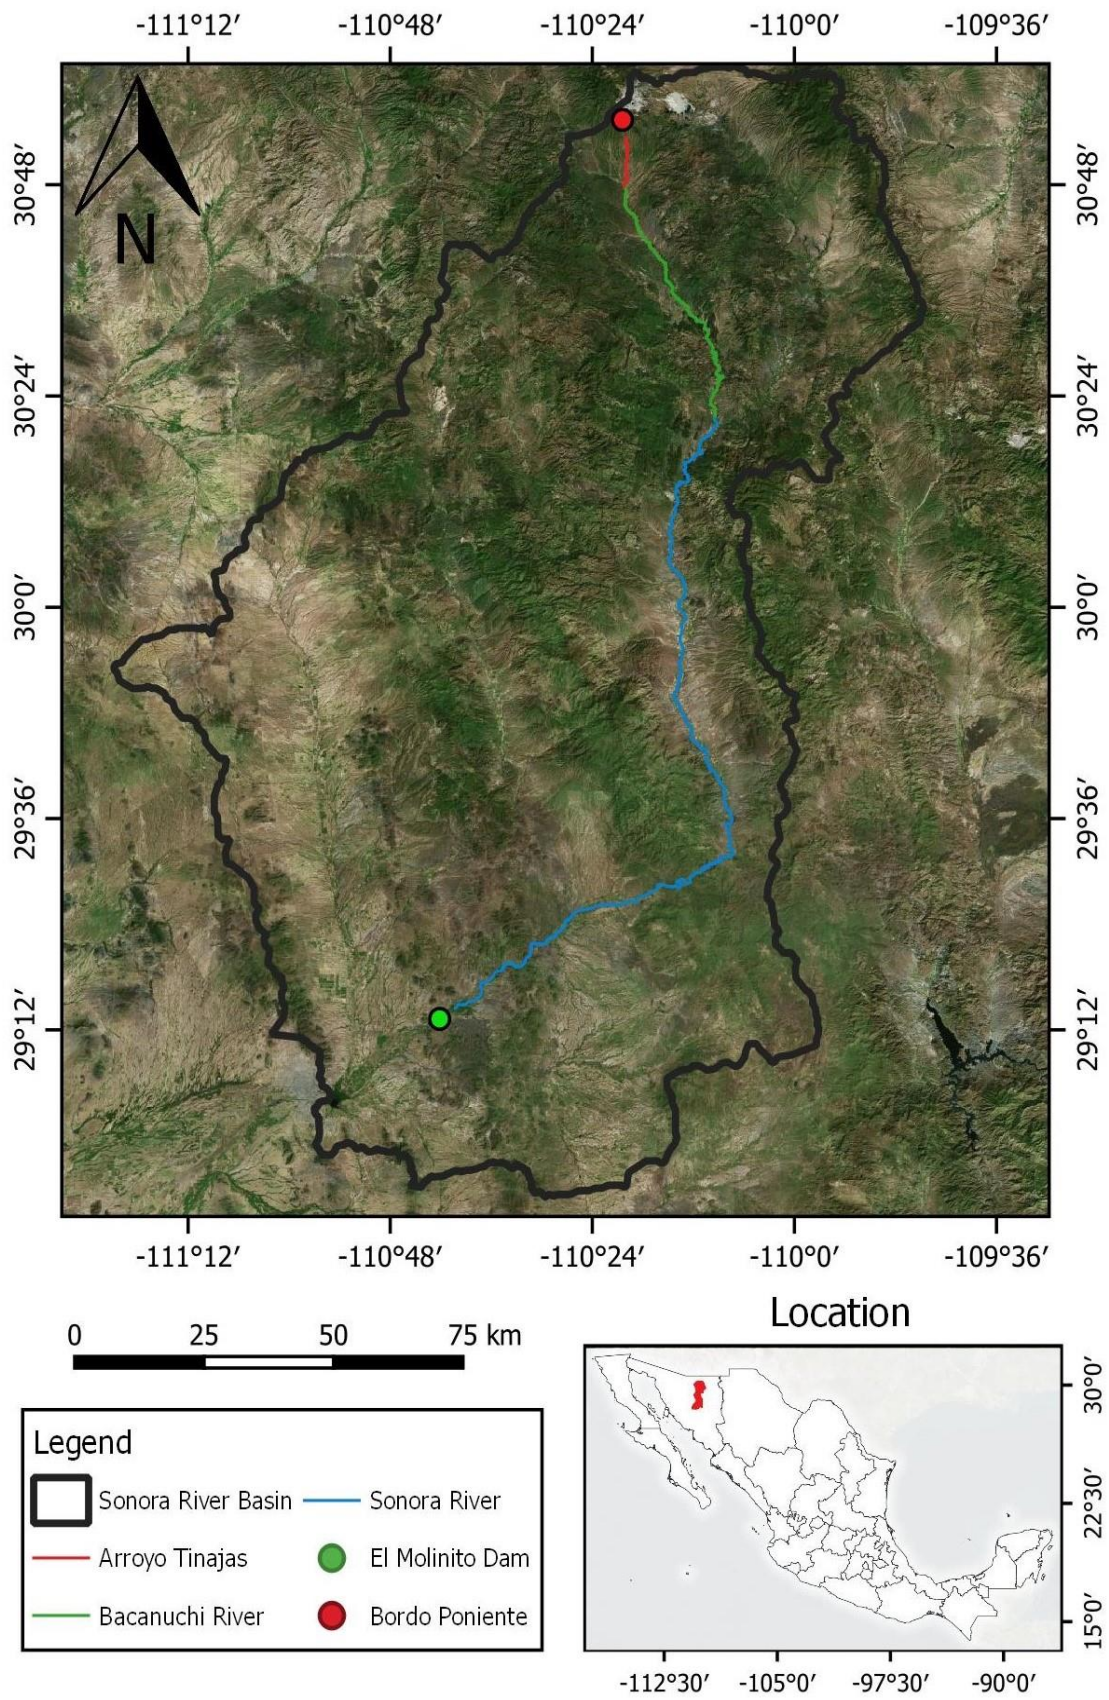 -111°12′ -110°48′ -110°24′ -110°0′ -109°36′
N
30°48′ 30°48′
30°24′ 30°24′
30°0′ 30°0′
29°36′ 29°36′
29°12′ 29°12′
-111°12′ -110°48′ -110°24′ -110°0′ -109°36′
0 25 50 75 km
Location
30°0′
22°30′
15°0′
-112°30′ -105°0′ -97°30′ -90°0′
Legend
Sonora River Basin Sonora River
Arroyo Tinajas El Molinito Dam
Bacanuchi River Bordo Poniente